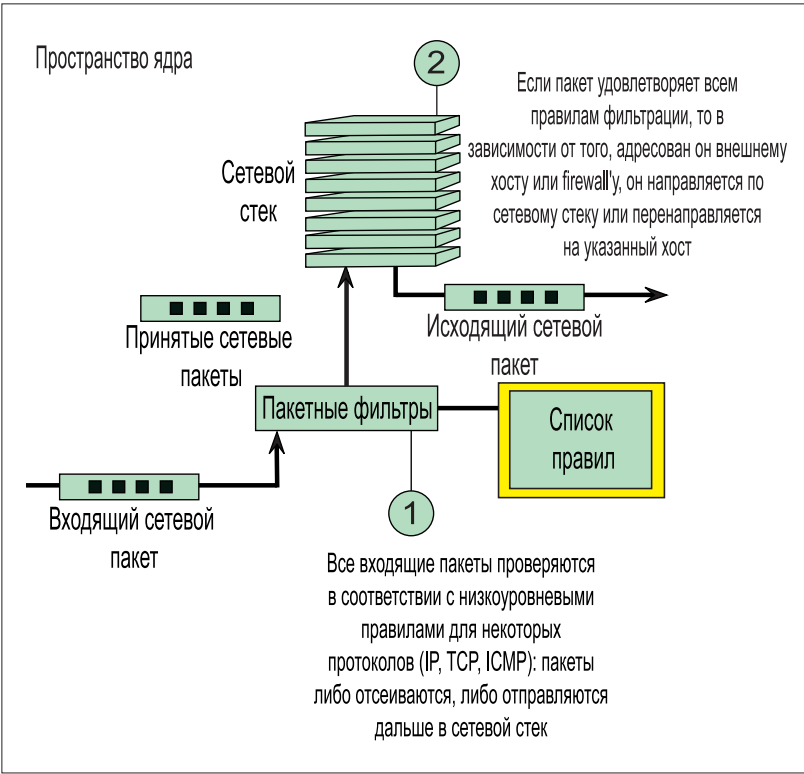 Пространство ядра
2
Если пакет удовлетворяет всем
правилам фильтрации, то в
зависимости от того, адресован он внешнему
хосту или firewall'у, он направляется по
сетевому стеку или перенаправляется
на указанный хост
Сетевой
стек
Принятые сетевые
пакеты
Исходящий сетевой
пакет
Пакетные фильтры
Список
правил
Входящий сетевой
пакет
1
Все входящие пакеты проверяются
в соответствии с низкоуровневыми
правилами для некоторых
протоколов (IP, TCP, ICMP): пакеты
либо отсеиваются, либо отправляются
дальше в сетевой стек